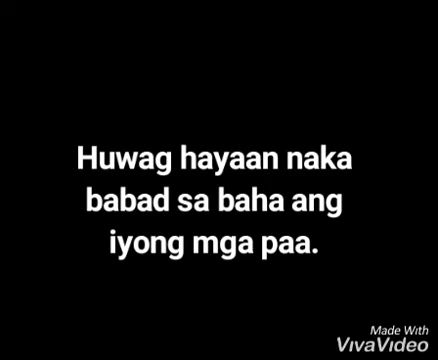 Huwag hayaan naka
babad sa baha ang
iyong mga paa.
Made With
VivaVideo